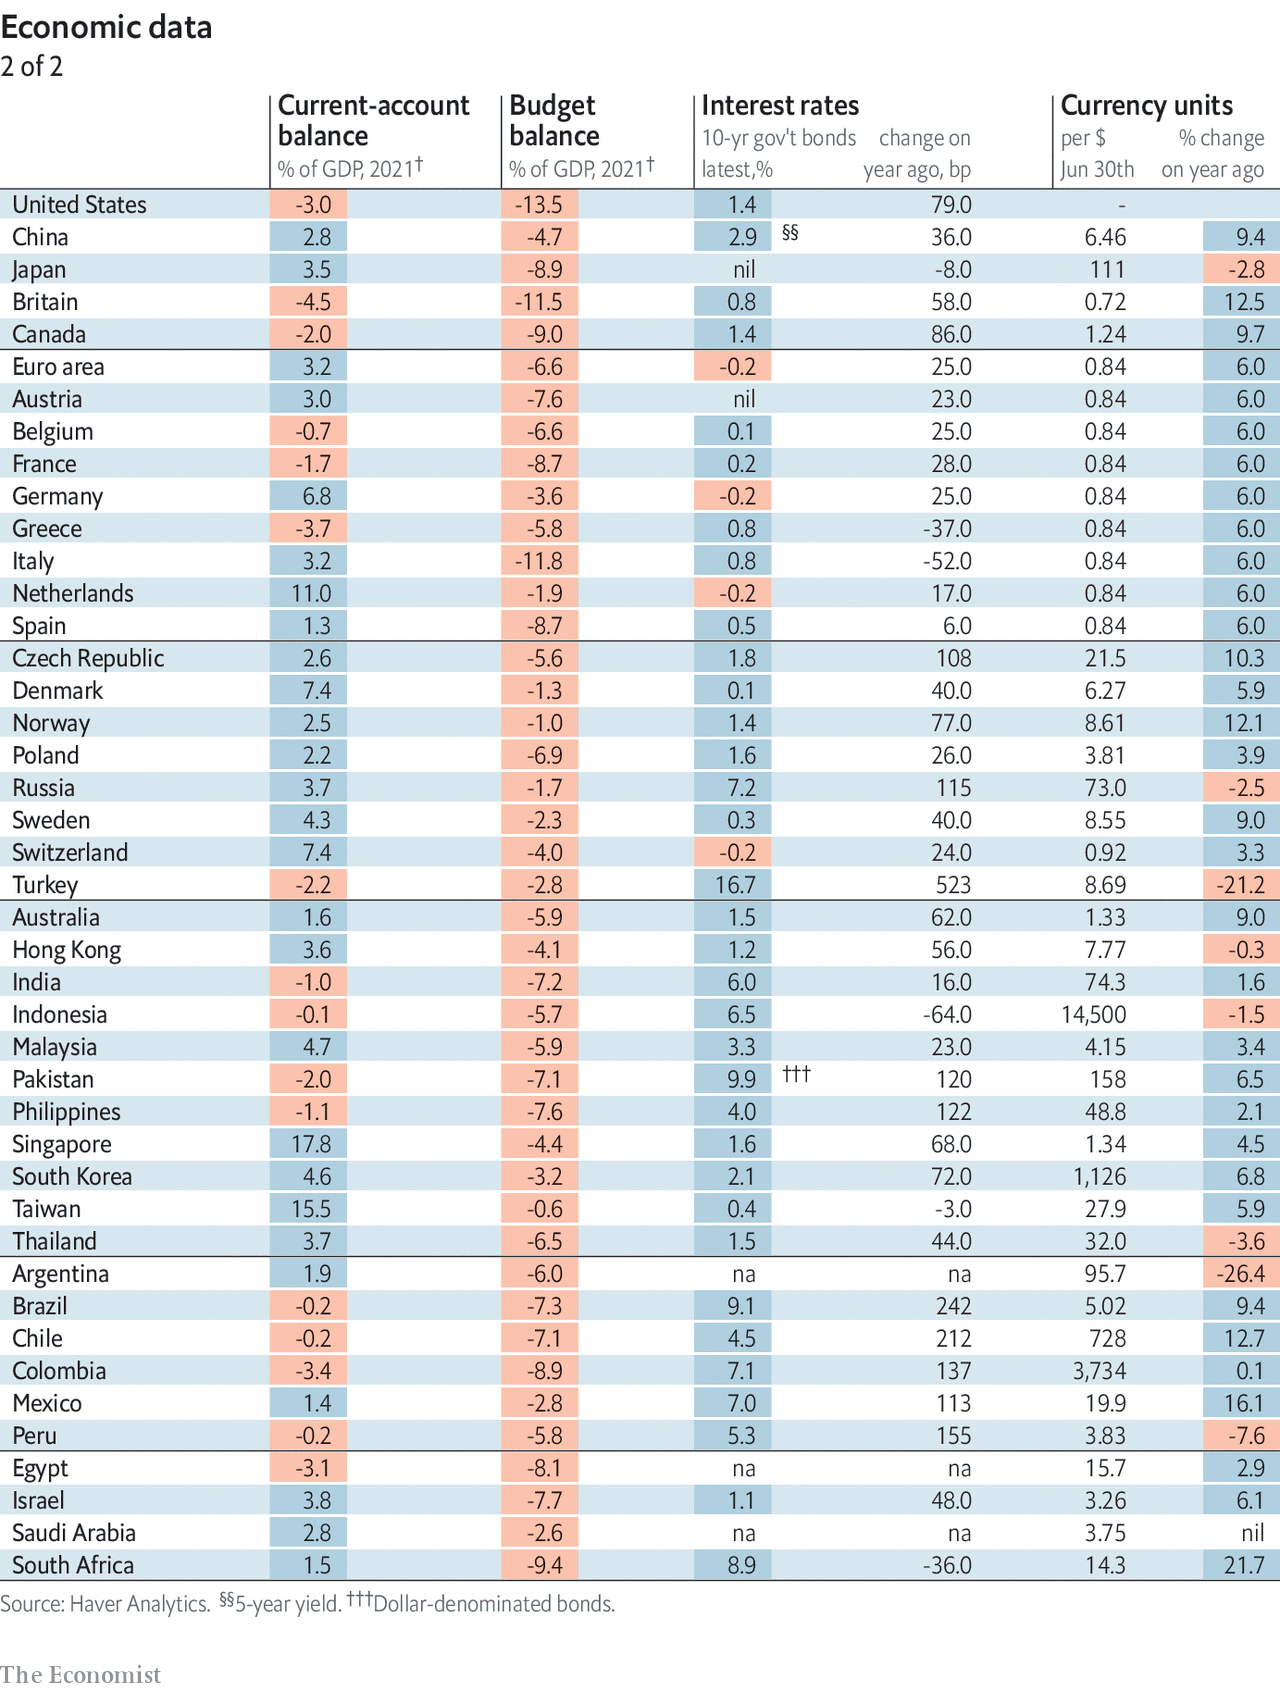 Economic data
2 of 2
Current-account balance % of GDP, 2021† Budget balance % of GDP, 2021† Interest rates 10-yr gov't bonds latest,% change on year ago, bp Currency units per $ Jun 30th % change on year ago
United States -3.0 -13.5 1.4 79.0 -
China 2.8 -4.7 2.9 §§ 36.0 6.46 9.4
Japan 3.5 -8.9 nil -8.0 111 -2.8
Britain -4.5 -11.5 0.8 58.0 0.72 12.5
Canada -2.0 -9.0 1.4 86.0 1.24 9.7
Euro area 3.2 -6.6 -0.2 25.0 0.84 6.0
Austria 3.0 -7.6 nil 23.0 0.84 6.0
Belgium -0.7 -6.6 0.1 25.0 0.84 6.0
France -1.7 -8.7 0.2 28.0 0.84 6.0
Germany 6.8 -3.6 -0.2 25.0 0.84 6.0
Greece -3.7 -5.8 0.8 -37.0 0.84 6.0
Italy 3.2 -11.8 0.8 -52.0 0.84 6.0
Netherlands 11.0 -1.9 -0.2 17.0 0.84 6.0
Spain 1.3 -8.7 0.5 6.0 0.84 6.0
Czech Republic 2.6 -5.6 1.8 108 21.5 10.3
Denmark 7.4 -1.3 0.1 40.0 6.27 5.9
Norway 2.5 -1.0 1.4 77.0 8.61 12.1
Poland 2.2 -6.9 1.6 26.0 3.81 3.9
Russia 3.7 -1.7 7.2 115 73.0 -2.5
Sweden 4.3 -2.3 0.3 40.0 8.55 9.0
Switzerland 7.4 -4.0 -0.2 24.0 0.92 3.3
Turkey -2.2 -2.8 16.7 523 8.69 -21.2
Australia 1.6 -5.9 1.5 62.0 1.33 9.0
Hong Kong 3.6 -4.1 1.2 56.0 7.77 -0.3
India -1.0 -7.2 6.0 16.0 74.3 1.6
Indonesia -0.1 -5.7 6.5 -64.0 14,500 -1.5
Malaysia 4.7 -5.9 3.3 23.0 4.15 3.4
Pakistan -2.0 -7.1 9.9 ††† 120 158 6.5
Philippines -1.1 -7.6 4.0 122 48.8 2.1
Singapore 17.8 -4.4 1.6 68.0 1.34 4.5
South Korea 4.6 -3.2 2.1 72.0 1,126 6.8
Taiwan 15.5 -0.6 0.4 -3.0 27.9 5.9
Thailand 3.7 -6.5 1.5 44.0 32.0 -3.6
Argentina 1.9 -6.0 na na 95.7 -26.4
Brazil -0.2 -7.3 9.1 242 5.02 9.4
Chile -0.2 -7.1 4.5 212 728 12.7
Colombia -3.4 -8.9 7.1 137 3,734 0.1
Mexico 1.4 -2.8 7.0 113 19.9 16.1
Peru -0.2 -5.8 5.3 155 3.83 -7.6
Egypt -3.1 -8.1 na na 15.7 2.9
Israel 3.8 -7.7 1.1 48.0 3.26 6.1
Saudi Arabia 2.8 -2.6 na na 3.75 nil
South Africa 1.5 -9.4 8.9 -36.0 14.3 21.7
Source: Haver Analytics. §§5-year yield. †††Dollar-denominated bonds.
The Economist